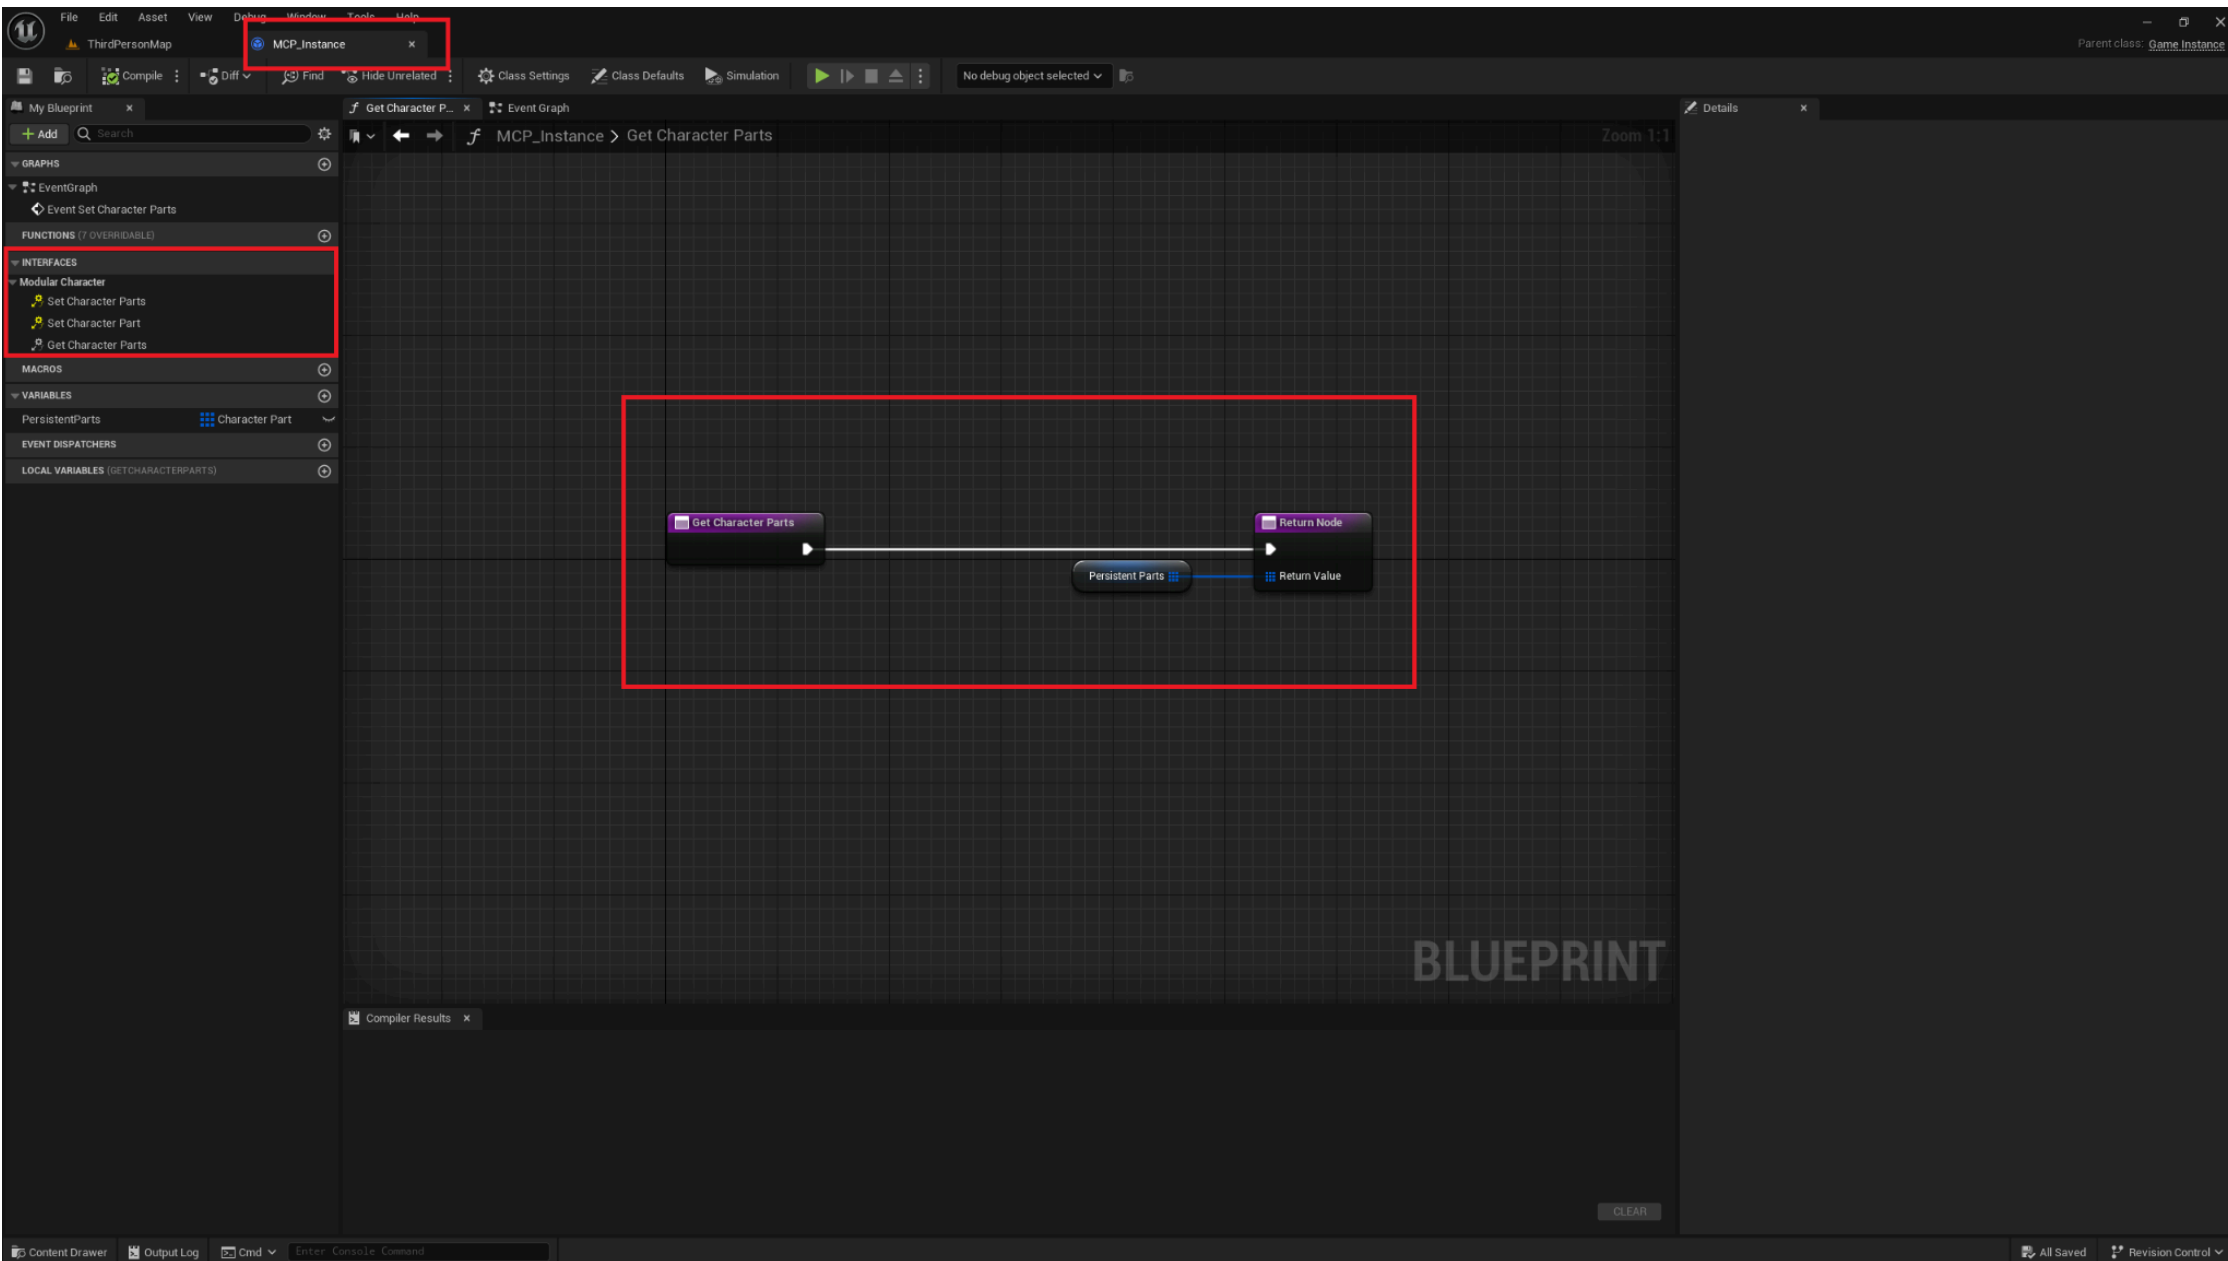 File Edit Asset View Debug Window Tools Help
ThirdPersonMap
MCP_Instance
Parent class: Game Instance
Compile
Diff
Find
Hide Unrelated
Class Settings
Class Defaults
Simulation
No debug object selected
My Blueprint
Get Character P...
Event Graph
Details
Add
Search
MCP_Instance > Get Character Parts
Zoom 1:1
GRAPHS
EventGraph
Event Set Character Parts
FUNCTIONS (7 OVERRIDABLE)
INTERFACES
Modular Character
Set Character Parts
Set Character Part
Get Character Parts
MACROS
VARIABLES
PersistentParts Character Part
EVENT DISPATCHERS
LOCAL VARIABLES (GETCHARACTERPARTS)
Get Character Parts
Return Node
Persistent Parts
Return Value
BLUEPRINT
Compiler Results
CLEAR
Content Drawer
Output Log
Cmd
Enter Console Command
All Saved
Revision Control